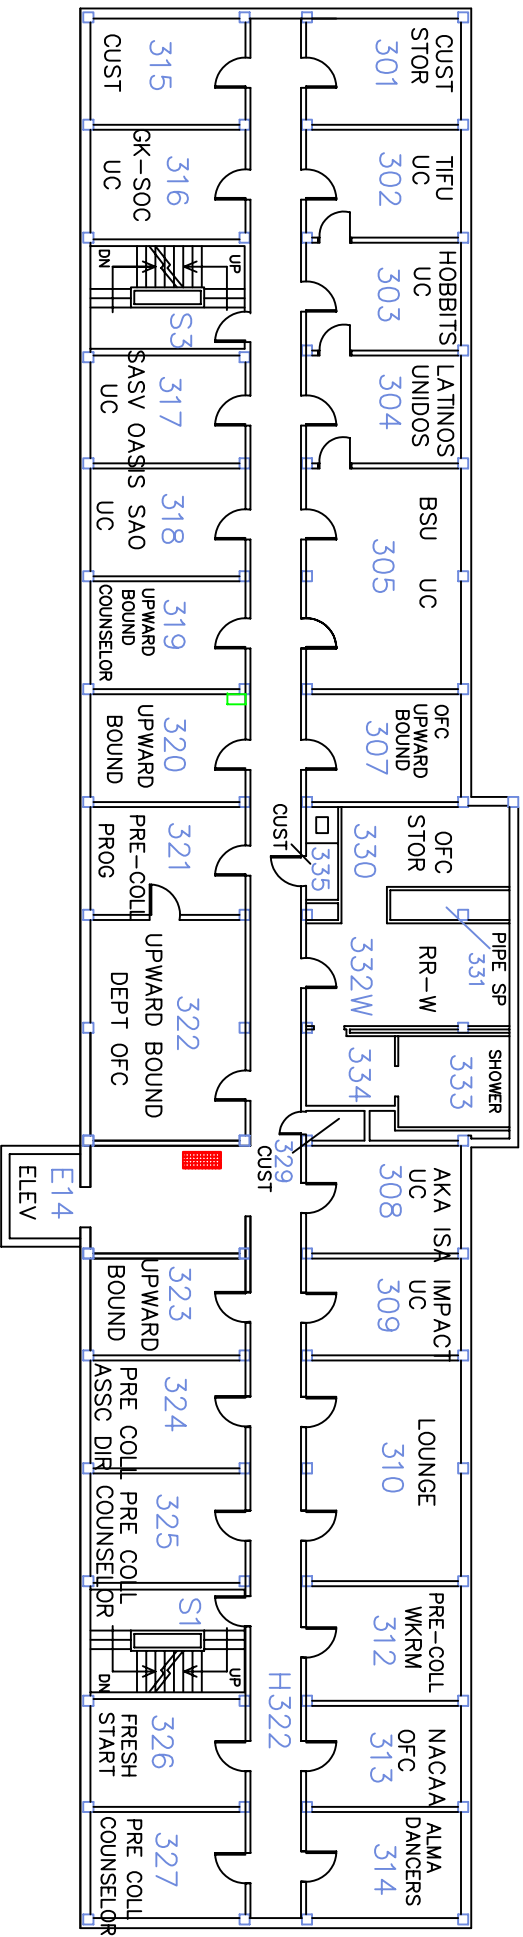 CUST
STOR
301
TIFU
UC
302
HOBBITS
UC
303
LATINOS
UNIDOS
304
BSU UC
305
OFC
UPWARD
BOUND
307
OFC
STOR
330
CUST
335
PIPE SP
331
RR-W
332W
SHOWER
333
334
329
CUST
AKA ISA
UC
308
IMPACT
UC
309
LOUNGE
310
PRE-COLL
WKRM
312
NACAA
OFC
313
ALMA
DANCERS
314
H322
315
CUST
316
GK-SOC
UC
UP
DN
S3
317
SASV OASIS
UC
318
SAO
UC
319
UPWARD
BOUND
COUNSELOR
320
UPWARD
BOUND
321
PRE-COLL
PROG
322
UPWARD BOUND
DEPT OFC
E14
ELEV
323
UPWARD
BOUND
324
PRE COLL
ASSC DIR
325
PRE COLL
COUNSELOR
S1
UP
DN
326
FRESH
START
327
PRE COLL
COUNSELOR